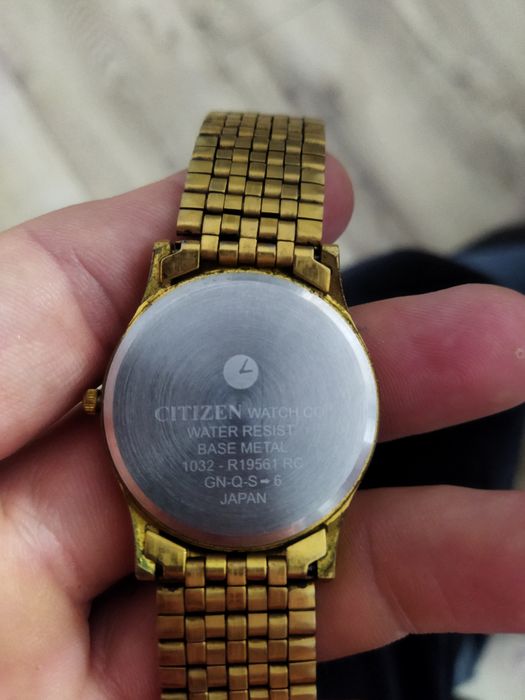 CITIZEN WATCH CO
WATER RESIST
BASE METAL
1032 - R19561 RC
GN-Q-S➡6
JAPAN